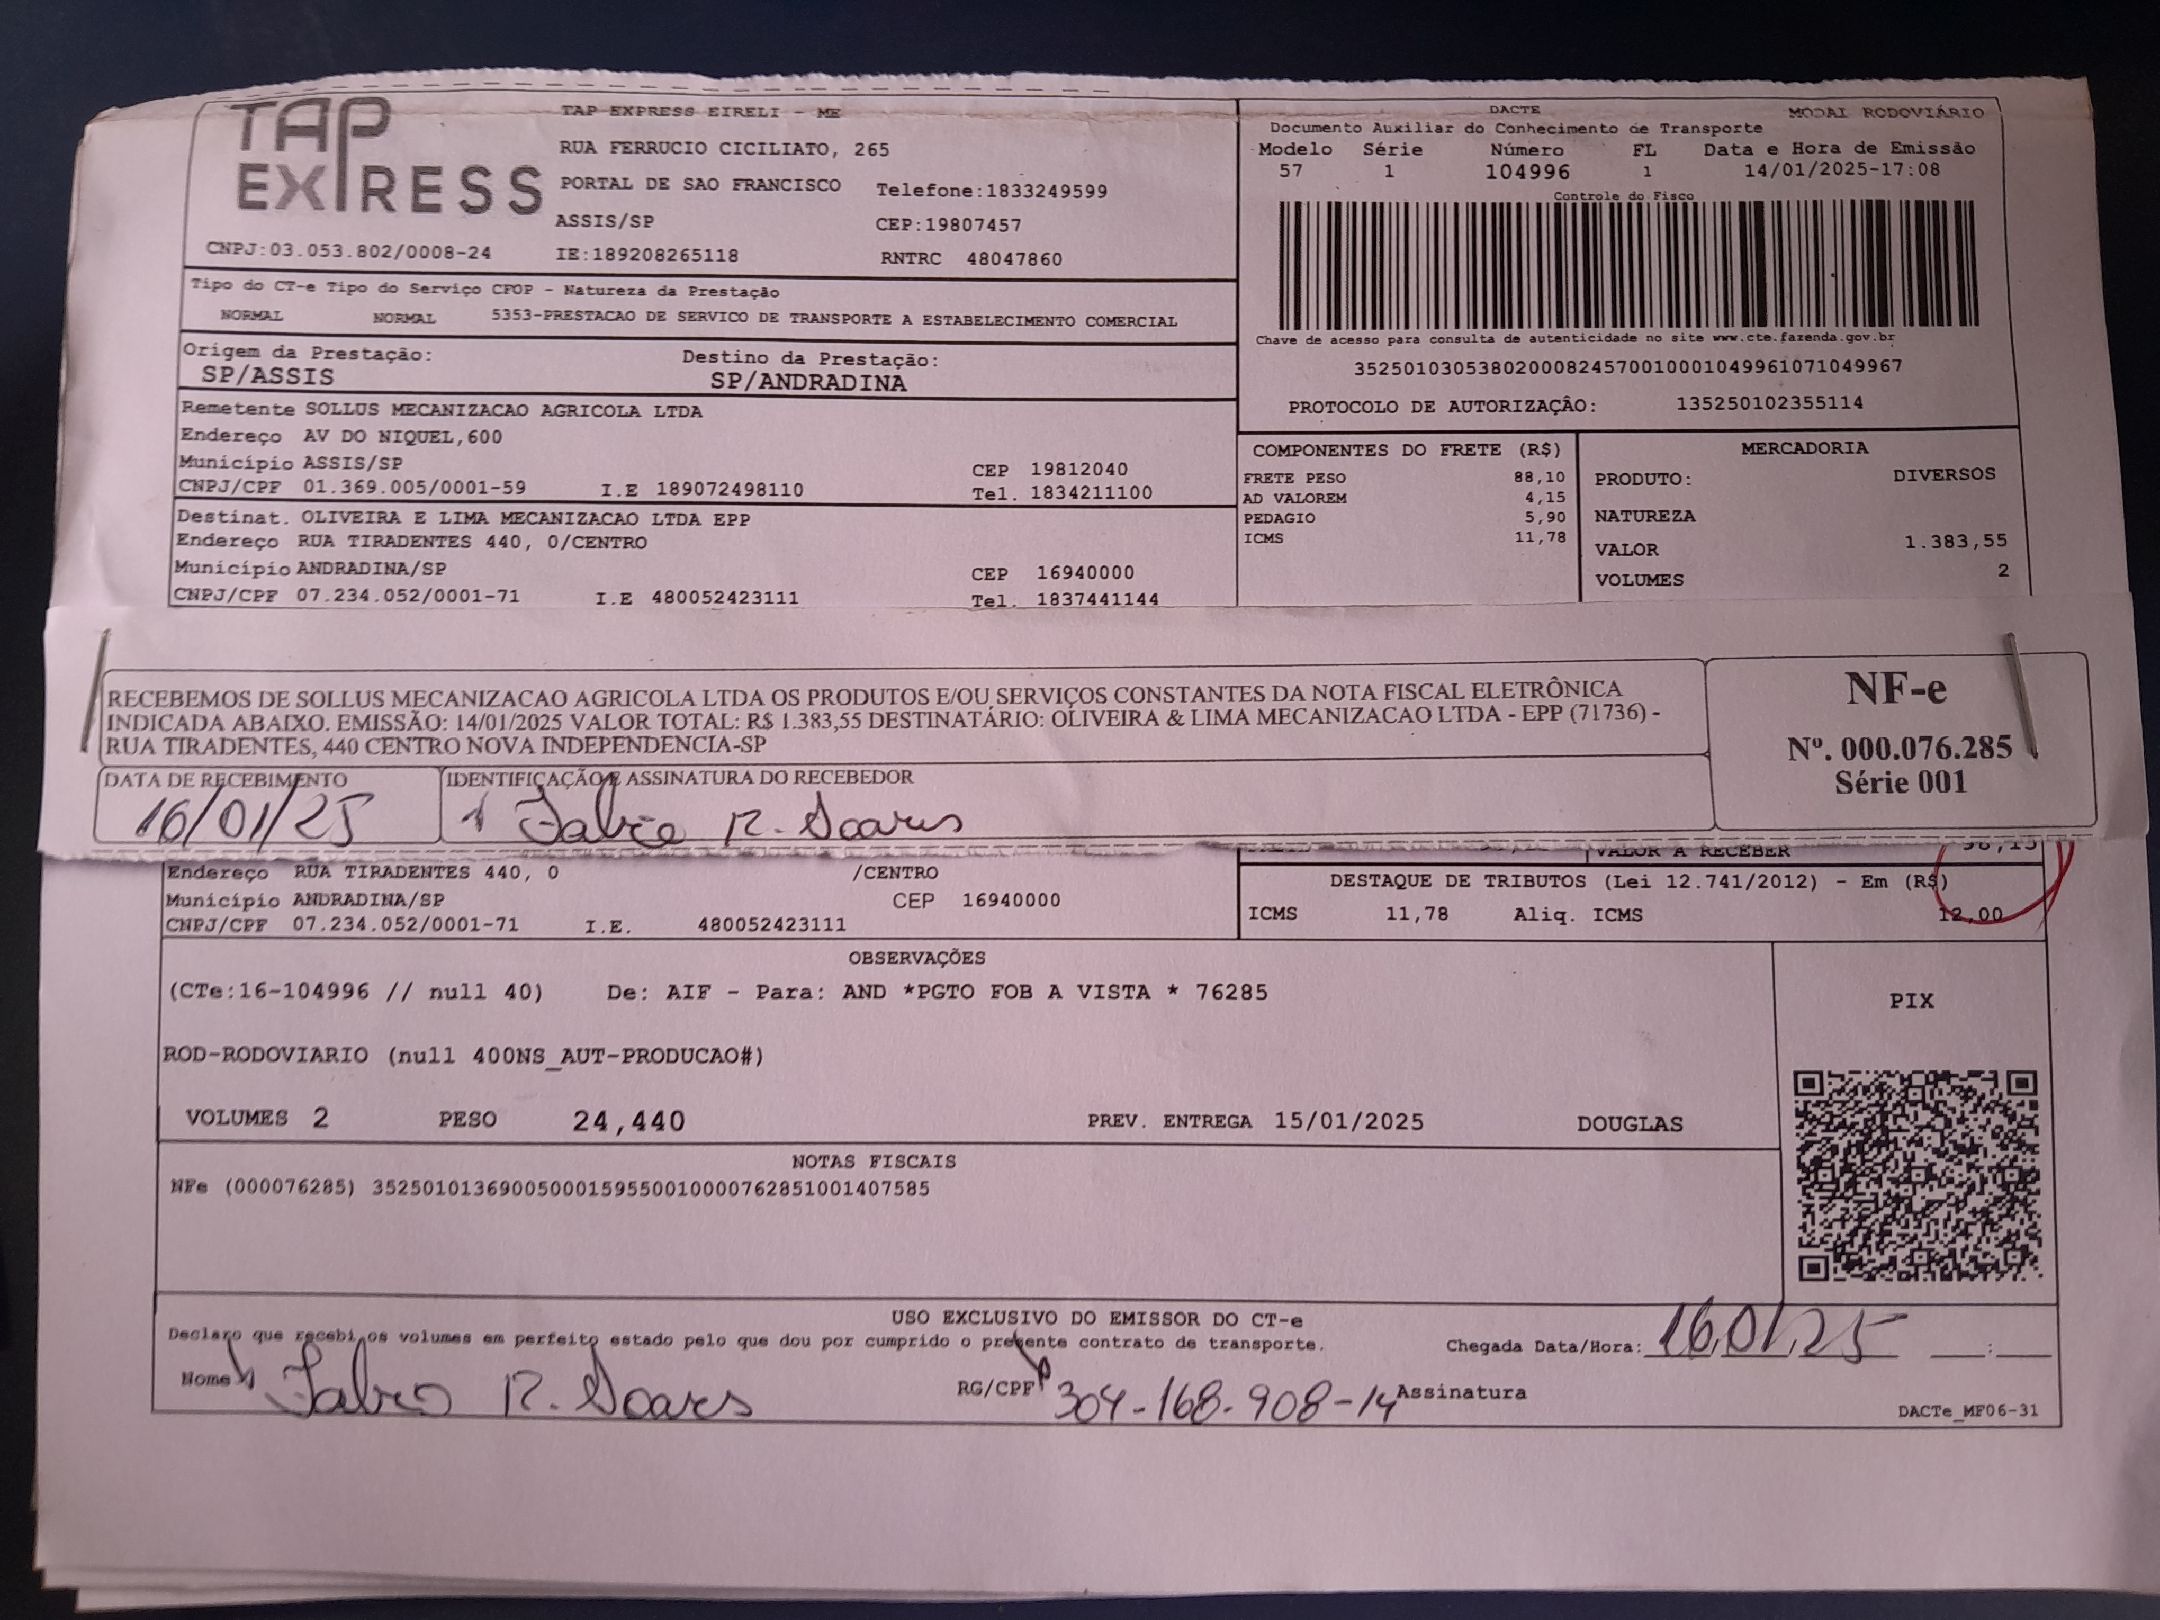 TAP EXPRESS
TAP EXPRESS EIRELI - ME
RUA FERRUCIO CICILIATO, 265
PORTAL DE SAO FRANCISCO Telefone:1833249599
ASSIS/SP CEP:19807457
CNPJ:03.053.802/0008-24 IE:189208265118 RNTRC 48047860
DACTE MODAL RODOVIÁRIO
Documento Auxiliar do Conhecimento de Transporte
Modelo Série Número FL Data e Hora de Emissão
57 1 104996 1 14/01/2025-17:08
Controle do Fisco
Chave de acesso para consulta de autenticidade no site www.cte.fazenda.gov.br
35250103053802000824570010001049961071049967
PROTOCOLO DE AUTORIZAÇÂO: 135250102355114
Tipo do CT-e Tipo do Serviço CFOP - Natureza da Prestação
NORMAL NORMAL 5353-PRESTACAO DE SERVICO DE TRANSPORTE A ESTABELECIMENTO COMERCIAL
Origem da Prestação: Destino da Prestação:
SP/ASSIS SP/ANDRADINA
Remetente SOLLUS MECANIZACAO AGRICOLA LTDA
Endereço AV DO NIQUEL,600
Município ASSIS/SP CEP 19812040
CNPJ/CPF 01.369.005/0001-59 I.E 189072498110 Tel. 1834211100
Destinat. OLIVEIRA E LIMA MECANIZACAO LTDA EPP
Endereço RUA TIRADENTES 440, 0/CENTRO
Município ANDRADINA/SP CEP 16940000
CNPJ/CPF 07.234.052/0001-71 I.E 480052423111 Tel. 1837441144
COMPONENTES DO FRETE (R$)
FRETE PESO 88,10
AD VALOREM 4,15
PEDAGIO 5,90
ICMS 11,78
MERCADORIA
PRODUTO: DIVERSOS
NATUREZA
VALOR 1.383,55
VOLUMES 2
RECEBEMOS DE SOLLUS MECANIZACAO AGRICOLA LTDA OS PRODUTOS E/OU SERVIÇOS CONSTANTES DA NOTA FISCAL ELETRÔNICA
INDICADA ABAIXO. EMISSÃO: 14/01/2025 VALOR TOTAL: R$ 1.383,55 DESTINATÁRIO: OLIVEIRA & LIMA MECANIZACAO LTDA - EPP (71736) -
RUA TIRADENTES, 440 CENTRO NOVA INDEPENDENCIA-SP
DATA DE RECEBIMENTO IDENTIFICAÇÃO E ASSINATURA DO RECEBEDOR
16/01/25 Fabio R. Soares
NF-e
Nº. 000.076.285
Série 001
VALOR A RECEBER
Endereço RUA TIRADENTES 440, 0 /CENTRO
Município ANDRADINA/SP CEP 16940000
CNPJ/CPF 07.234.052/0001-71 I.E. 480052423111
DESTAQUE DE TRIBUTOS (Lei 12.741/2012) - Em (R$)
ICMS 11,78 Aliq. ICMS 12,00
OBSERVAÇÕES
(CTe:16-104996 // null 40) De: AIF - Para: AND *PGTO FOB A VISTA * 76285
ROD-RODOVIARIO (null 400NS_AUT-PRODUCAO#)
VOLUMES 2 PESO 24,440 PREV. ENTREGA 15/01/2025 DOUGLAS
PIX
NOTAS FISCAIS
NFe (000076285) 35250101369005000159550010000762851001407585
USO EXCLUSIVO DO EMISSOR DO CT-e
Declaro que recebi os volumes em perfeito estado pelo que dou por cumprido o presente contrato de transporte.
Chegada Data/Hora: 16/01/25 :
Nome Fabio R. Soares RG/CPF 304-168-908-14 Assinatura
DACTe_MF06-31